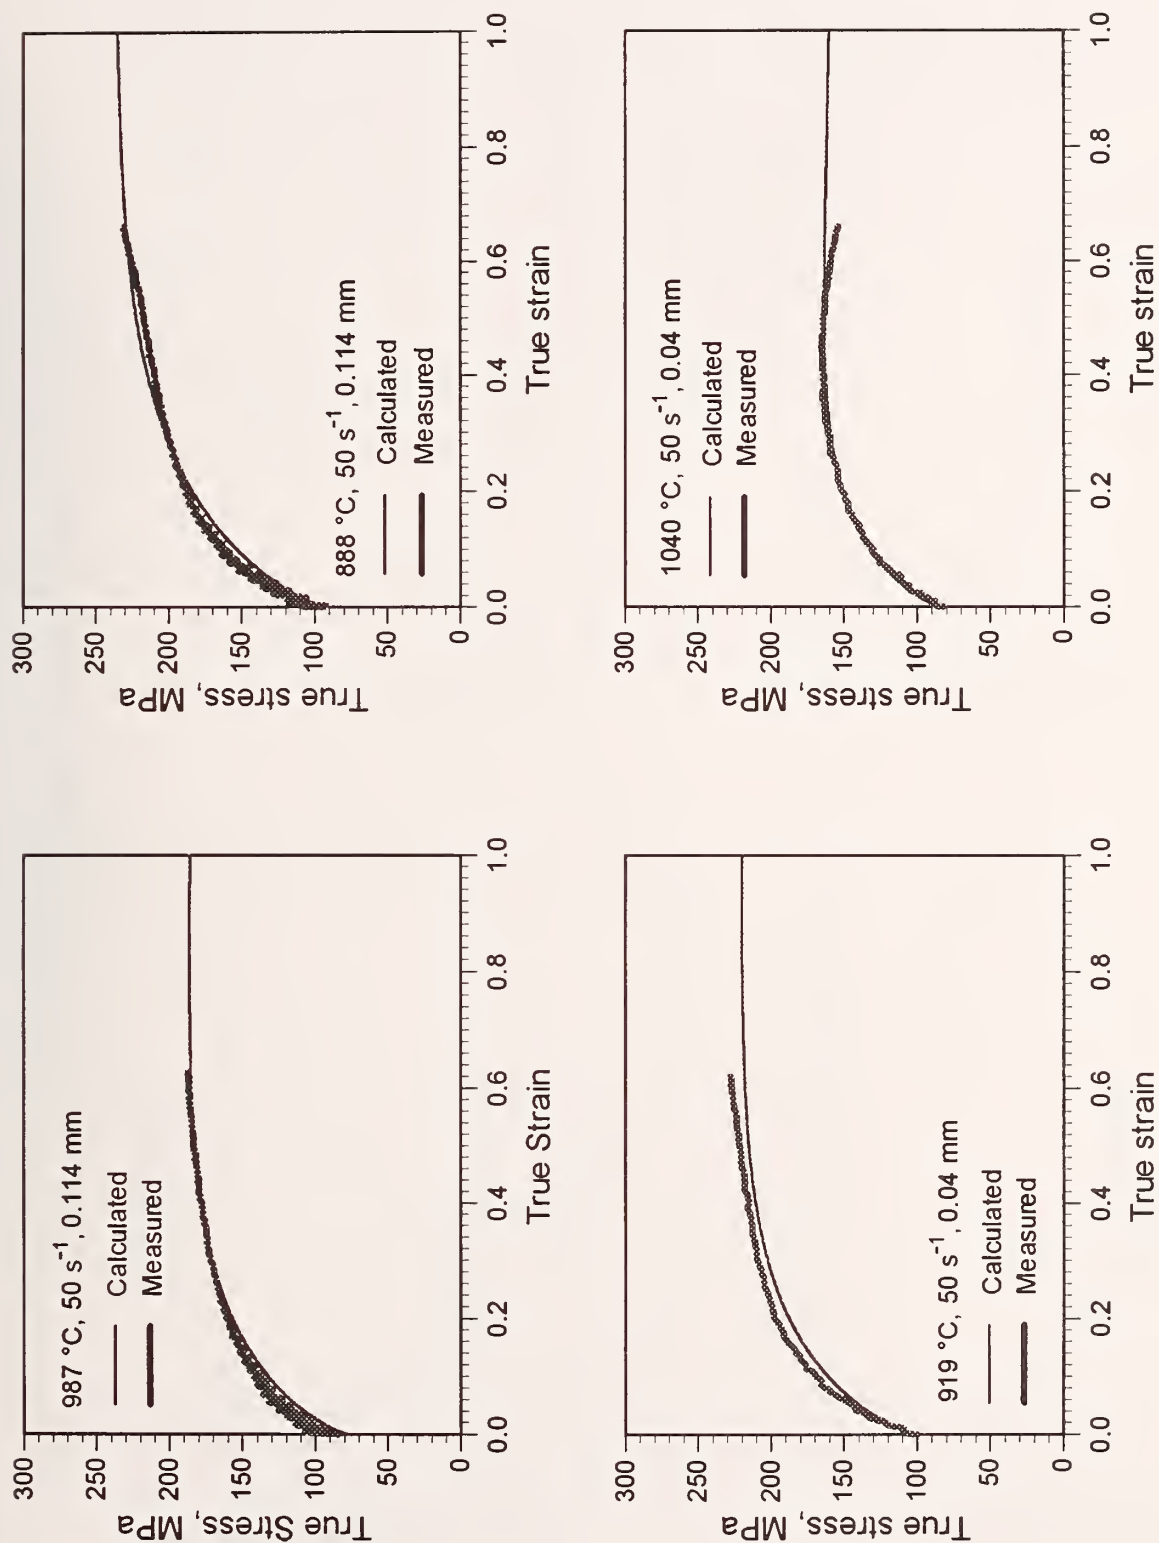 True Stress, MPa
300
250
200
150
100
50
0
987 °C, 50 s⁻¹, 0.114 mm
Calculated
Measured
0.0 0.2 0.4 0.6 0.8 1.0
True Strain
True stress, MPa
300
250
200
150
100
50
0
888 °C, 50 s⁻¹, 0.114 mm
Calculated
Measured
0.0 0.2 0.4 0.6 0.8 1.0
True strain
True stress, MPa
300
250
200
150
100
50
0
919 °C, 50 s⁻¹, 0.04 mm
Calculated
Measured
0.0 0.2 0.4 0.6 0.8 1.0
True strain
True stress, MPa
300
250
200
150
100
50
0
1040 °C, 50 s⁻¹, 0.04 mm
Calculated
Measured
0.0 0.2 0.4 0.6 0.8 1.0
True strain